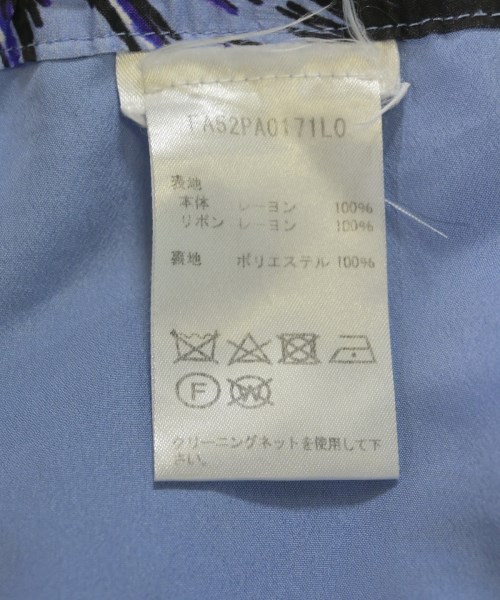 FA52PA0171LO
表地
本体 レーヨン 100%
リボン レーヨン 100%
裏地 ポリエステル 100%
F W
クリーニングネットを使用して下
さい。